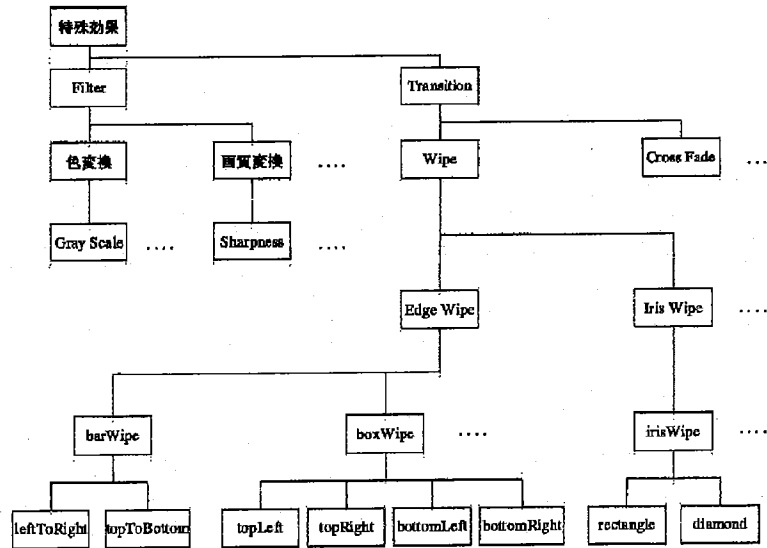 特殊効果
Filter
Transition
色変換
画質変換
....
Wipe
Cross Fade
...
Gray Scale
....
Sharpness
....
Edge Wipe
Iris Wipe
....
barWipe
boxWipe
....
irisWipe
....
leftToRight
topToBottom
topLeft
topRight
bottomLeft
bottomRight
rectangle
diamond